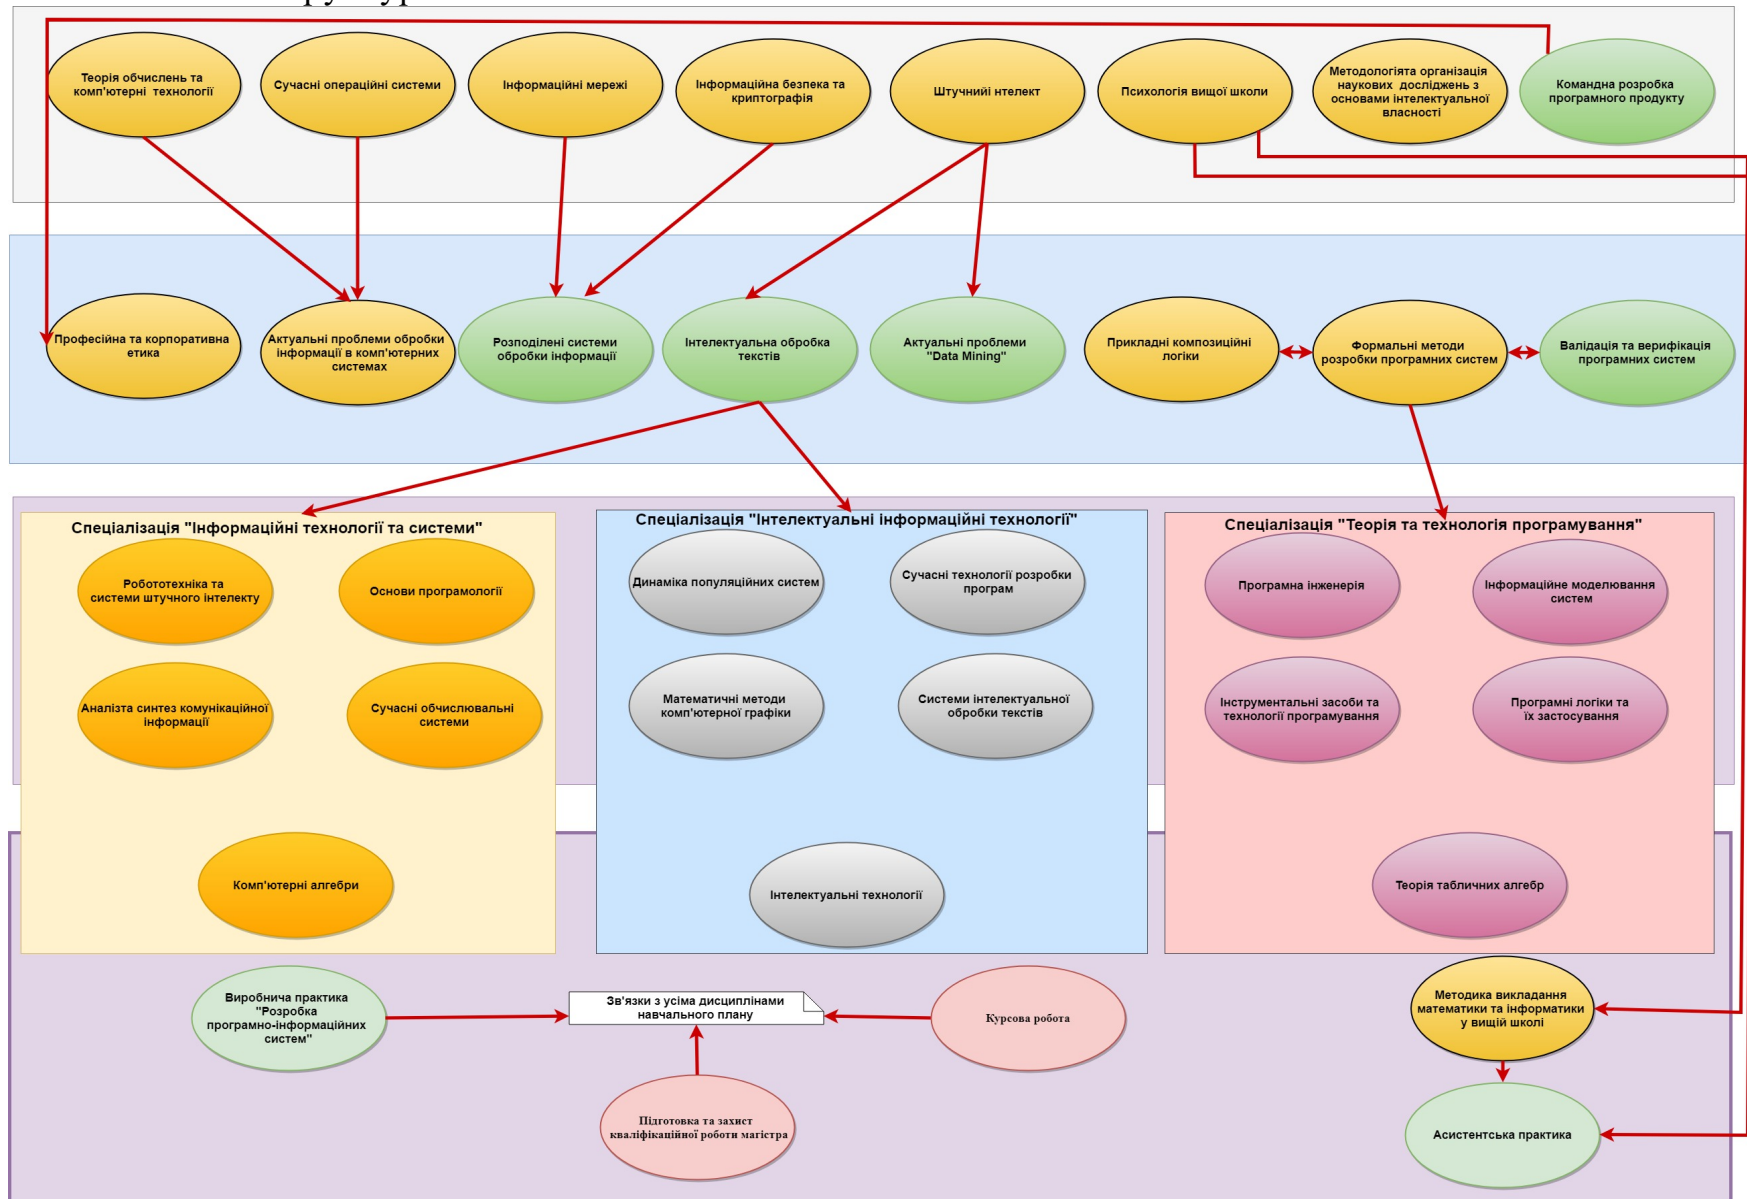 Теорія обчислень та
комп'ютерні технології
Сучасні операційні системи
Інформаційні мережі
Інформаційна безпека та
криптографія
Штучнийі нтелект
Психологія вищої школи
Методологіята організація
наукових досліджень з
основами інтелектуальної
власності
Командна розробка
програмного продукту
Професійна та корпоративна
етика
Актуальні проблеми обробки
інформації в комп'ютерних
системах
Розподілені системи
обробки інформації
Інтелектуальна обробка
текстів
Актуальні проблеми
"Data Mining"
Прикладні композиційні
логіки
Формальні методи
розробки програмних систем
Валідація та верифікація
програмних систем
Спеціалізація "Інформаційні технології та системи"
Робототехніка та
системи штучного інтелекту
Основи програмології
Аналізта синтез комунікаційної
інформації
Сучасні обчислювальні
системи
Комп'ютерні алгебри
Спеціалізація "Інтелектуальні інформаційні технології"
Динаміка популяційних систем
Сучасні технології розробки
програм
Математичні методи
комп'ютерної графіки
Системи інтелектуальної
обробки текстів
Інтелектуальні технології
Спеціалізація "Теорія та технологія програмування"
Програмна інженерія
Інформаційне моделювання
систем
Інструментальні засоби та
технології програмування
Програмні логіки та
їх застосування
Теорія табличних алгебр
Виробнича практика
"Розробка
програмно-інформаційних
систем"
Зв'язки з усіма дисциплінами
навчального плану
Курсова робота
Методика викладання
математики та інформатики
у вищій школі
Підготовка та захист
кваліфікаційної роботи магістра
Асистентська практика